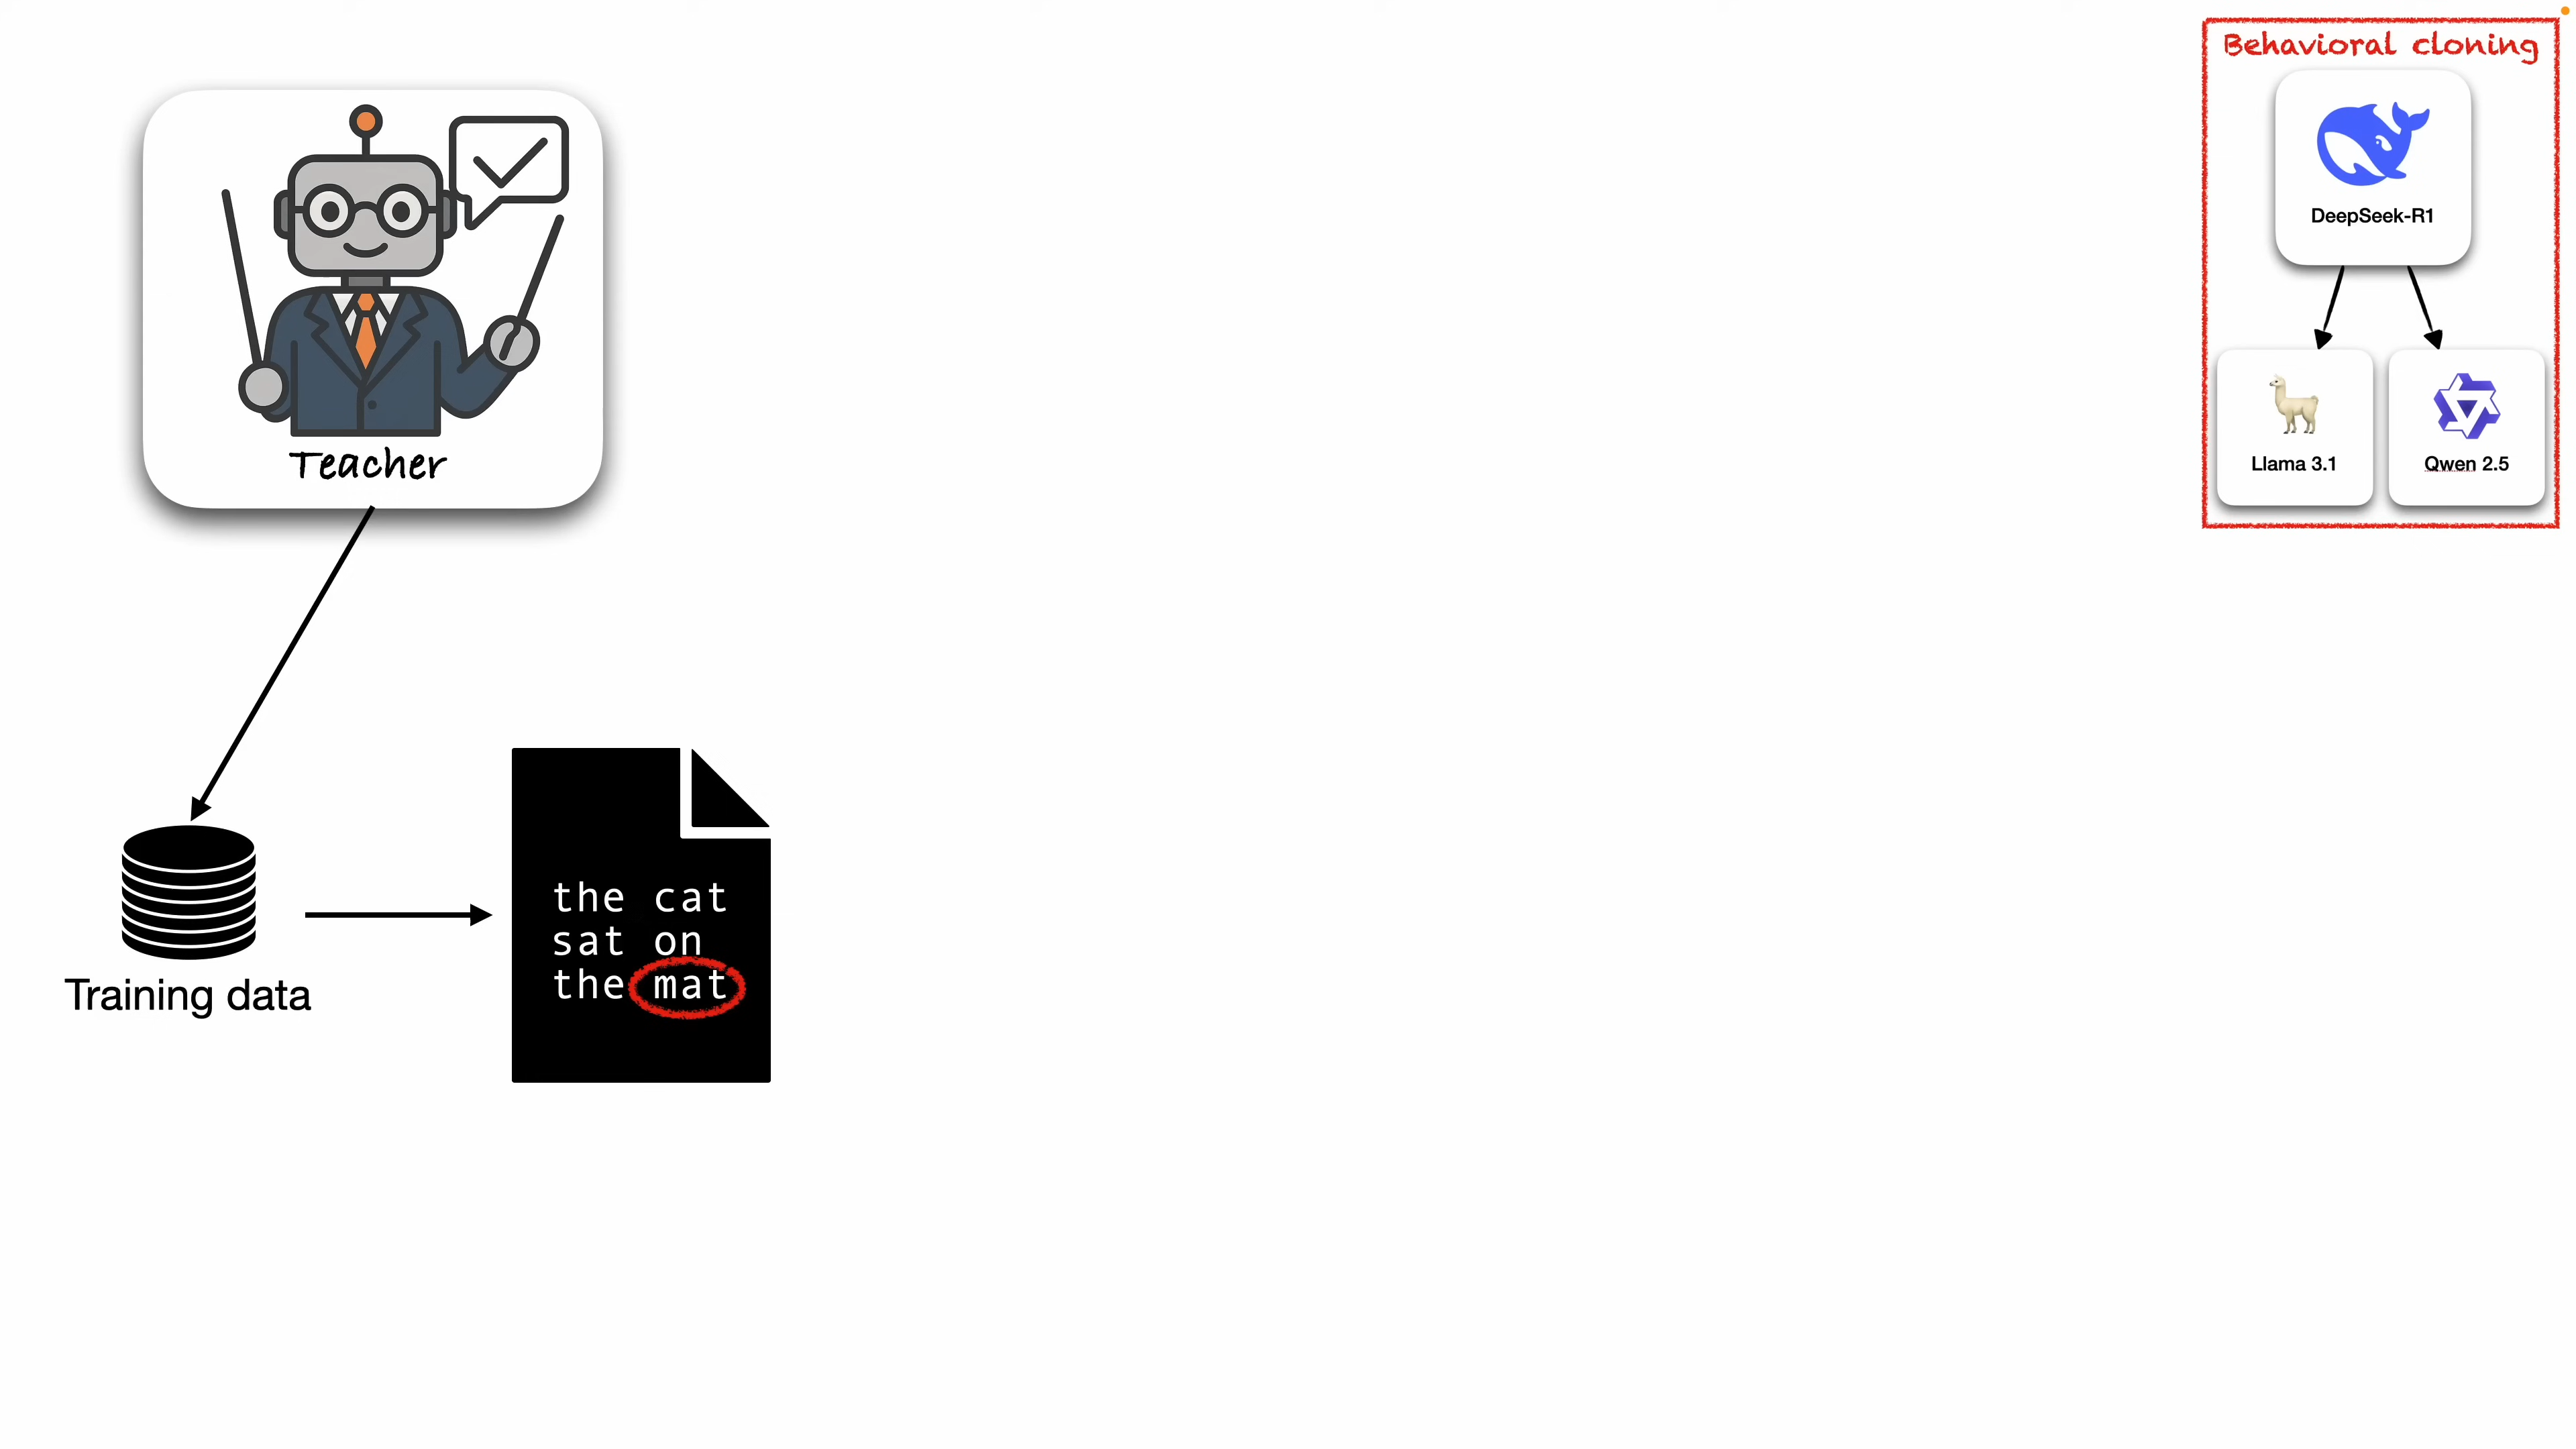 Behavioral cloning
DeepSeek-R1
Llama 3.1
Qwen 2.5
Teacher
the cat
sat on
the mat
Training data